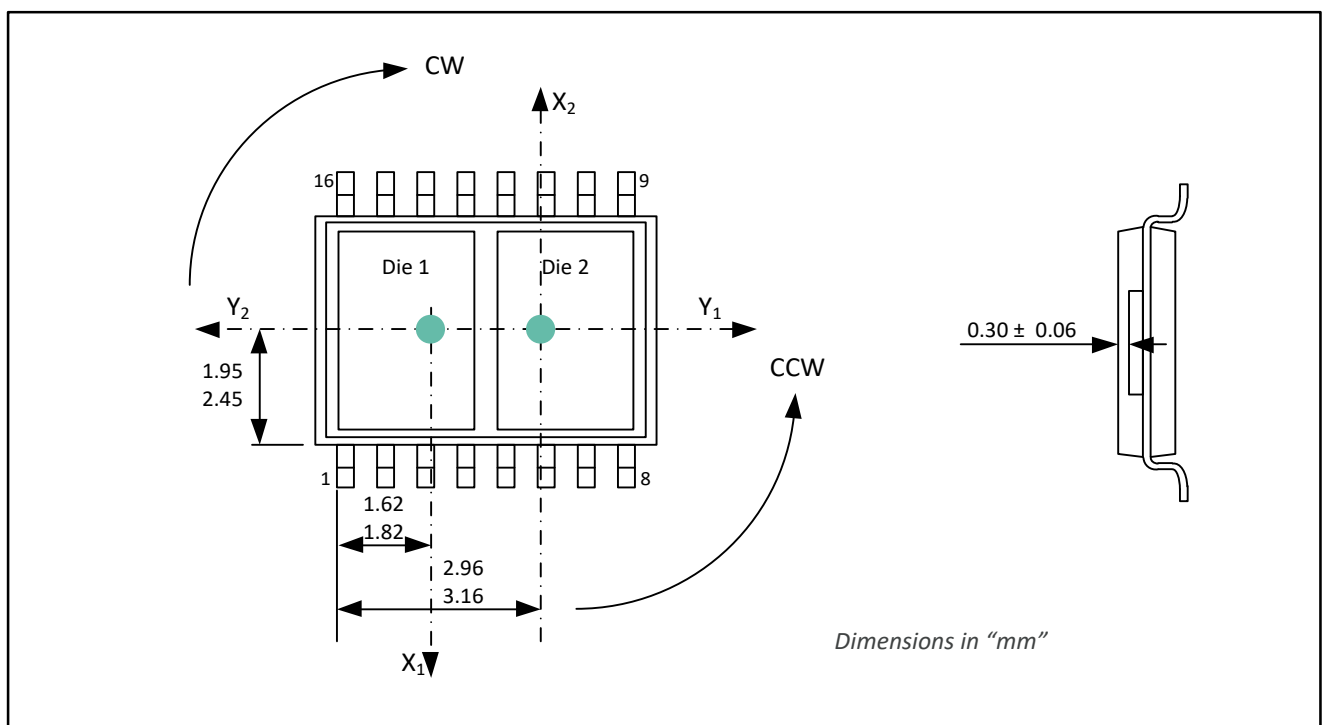 CW
X₂
16
9
Die 1
Die 2
Y₂
Y₁
0.30 ± 0.06
1.95
2.45
CCW
1
8
1.62
1.82
2.96
3.16
Dimensions in “mm”
X₁